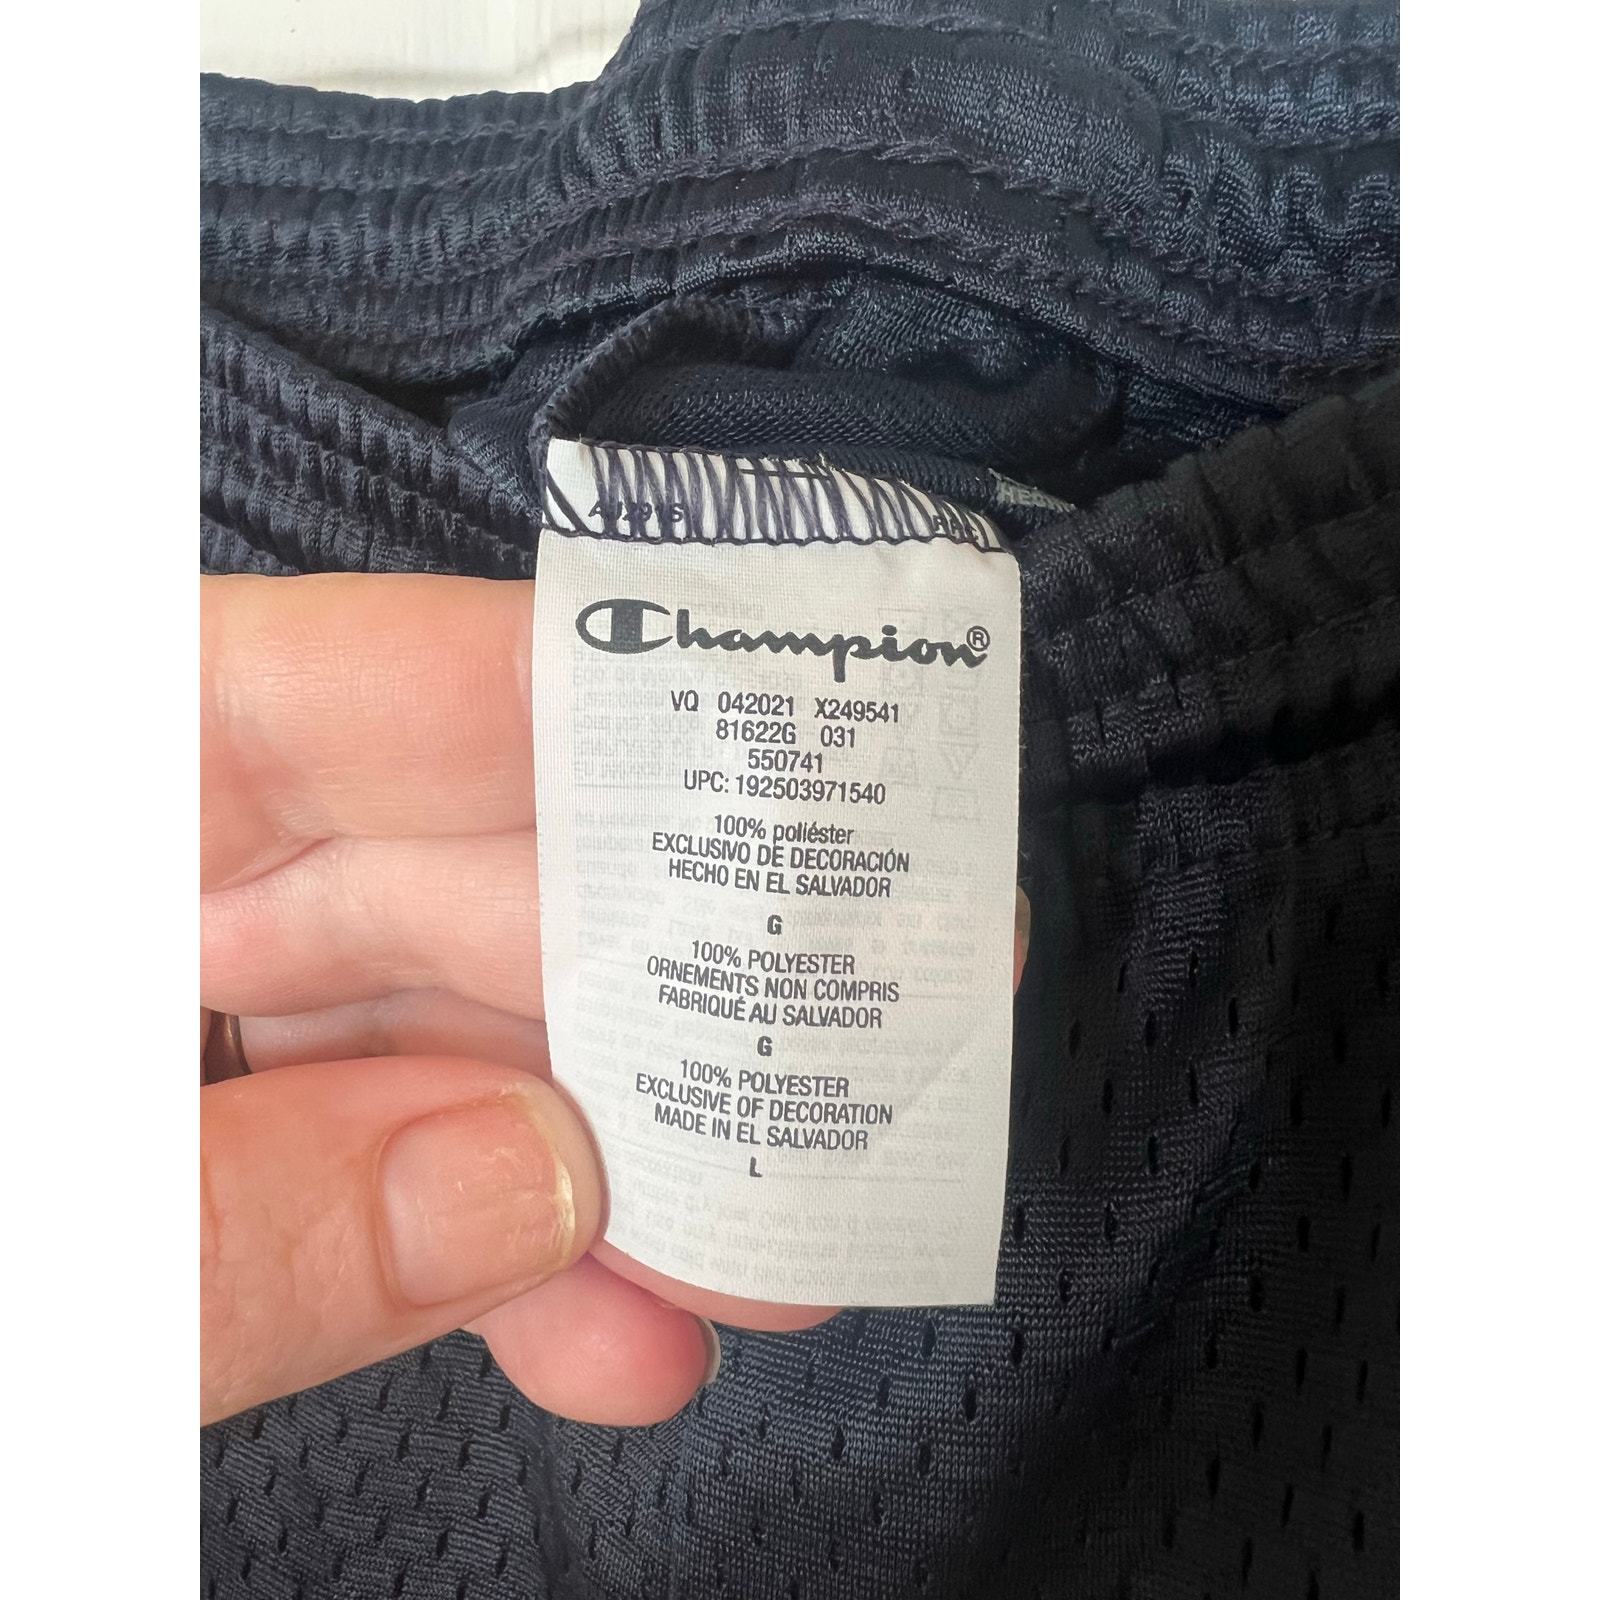 Champion®
VQ 042021 X249541
81622G 031
550741
UPC: 192503971540
100% poliéster
EXCLUSIVO DE DECORACIÓN
HECHO EN EL SALVADOR
G
100% POLYESTER
ORNEMENTS NON COMPRIS
FABRIQUÉ AU SALVADOR
G
100% POLYESTER
EXCLUSIVE OF DECORATION
MADE IN EL SALVADOR
L